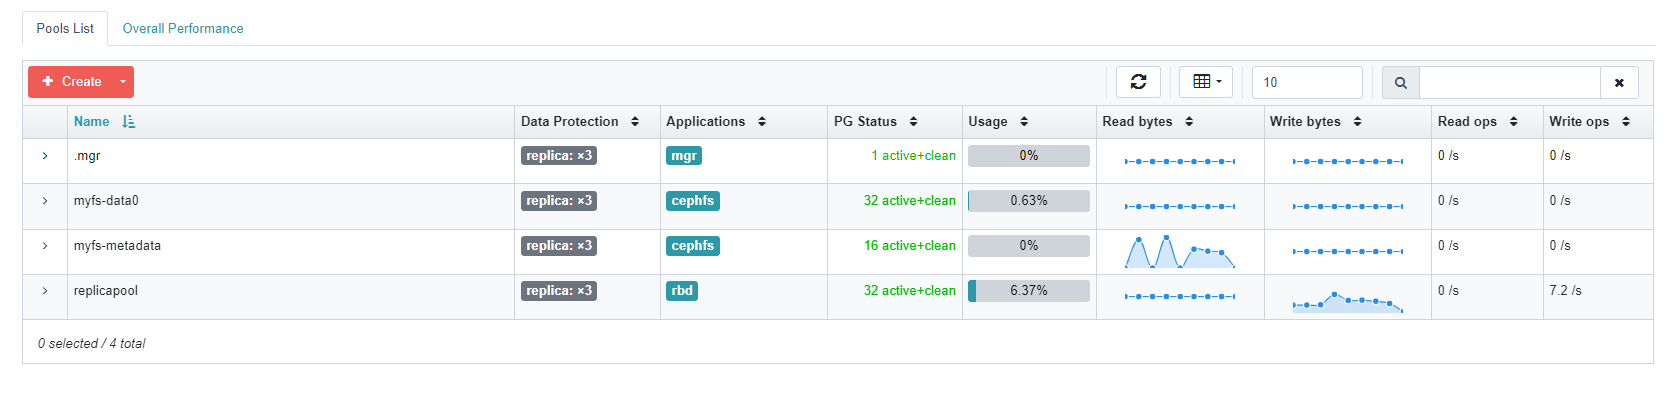 Pools List Overall Performance
Create 10
Name Data Protection Applications PG Status Usage Read bytes Write bytes Read ops Write ops
.mgr replica: ×3 mgr 1 active+clean 0% 0 /s 0 /s
myfs-data0 replica: ×3 cephfs 32 active+clean 0.63% 0 /s 0 /s
myfs-metadata replica: ×3 cephfs 16 active+clean 0% 0 /s 0 /s
replicapool replica: ×3 rbd 32 active+clean 6.37% 0 /s 7.2 /s
0 selected / 4 total